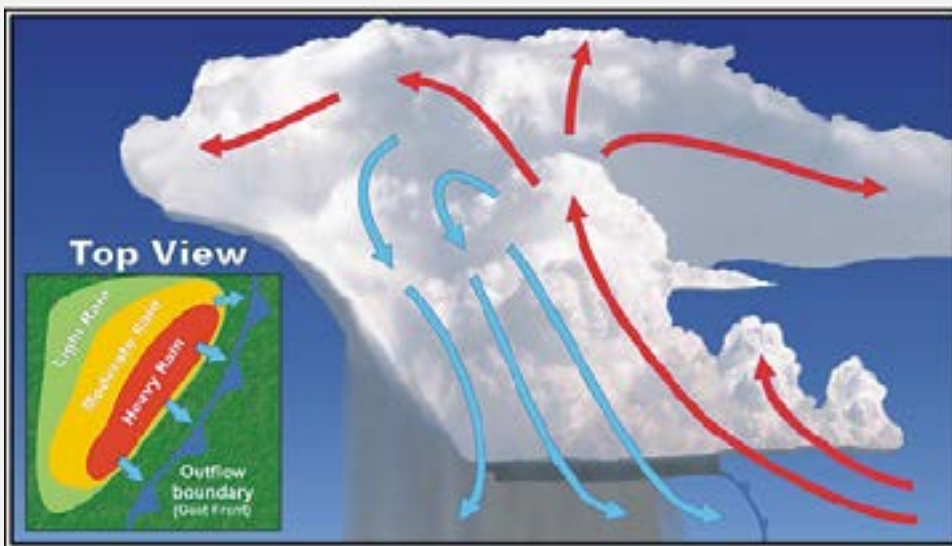 Top View
Light Rain
Moderate Rain
Heavy Rain
Outflow
boundary
(Gust Front)